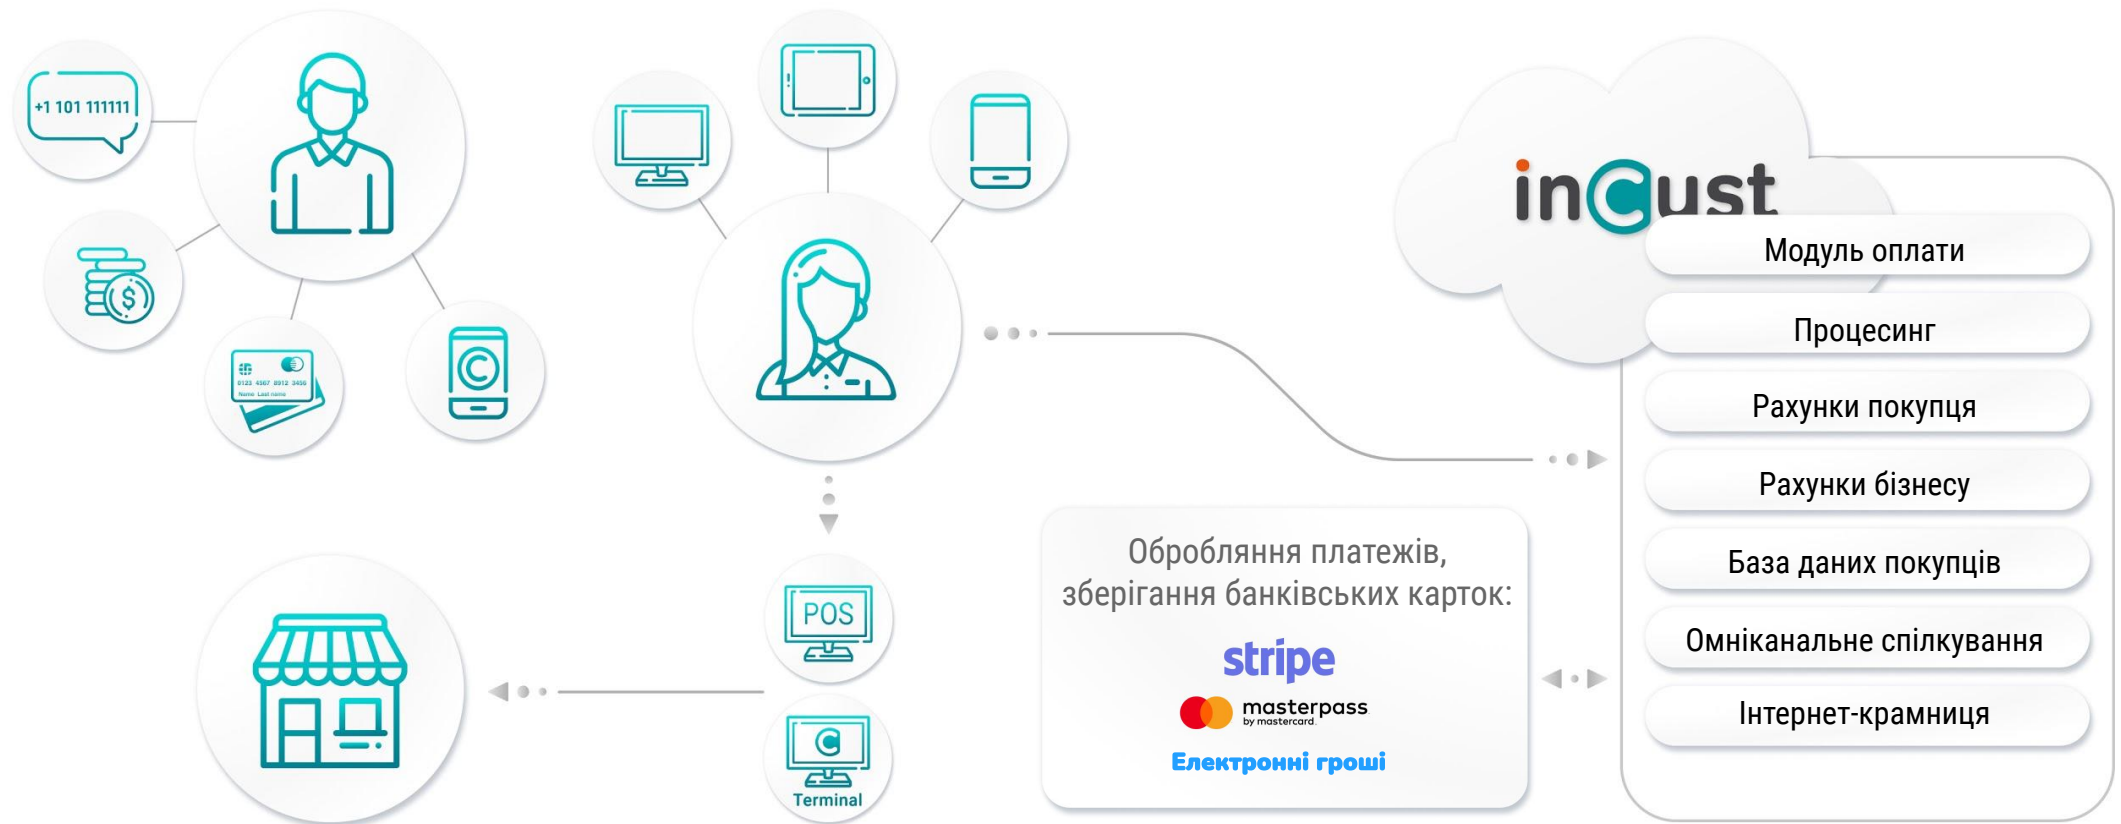 +1 101 111111
0123 4567 8912 3456
Name Last name
POS
Terminal
inCust
Модуль оплати
Процесинг
Рахунки покупця
Рахунки бізнесу
База даних покупців
Омніканальне спілкування
Інтернет-крамниця
Обробляння платежів,
зберігання банківських карток:
stripe
masterpass
by mastercard.
Електронні гроші